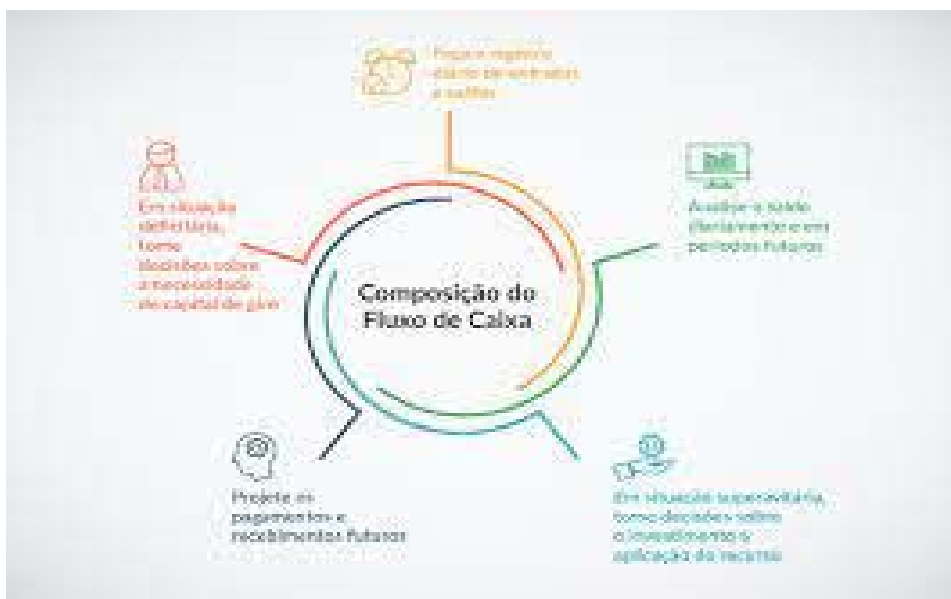 Faça o registro
diário de entradas
e saídas
Em situação
deficitária,
tome
decisões sobre
a necessidade
de capital de giro
Analise o saldo
diariamente e em
períodos futuros
Composição do
Fluxo de Caixa
Projete os
pagamentos e
recebimentos futuros
Em situação superavitária,
tome decisões sobre
o investimento e
aplicação do recurso